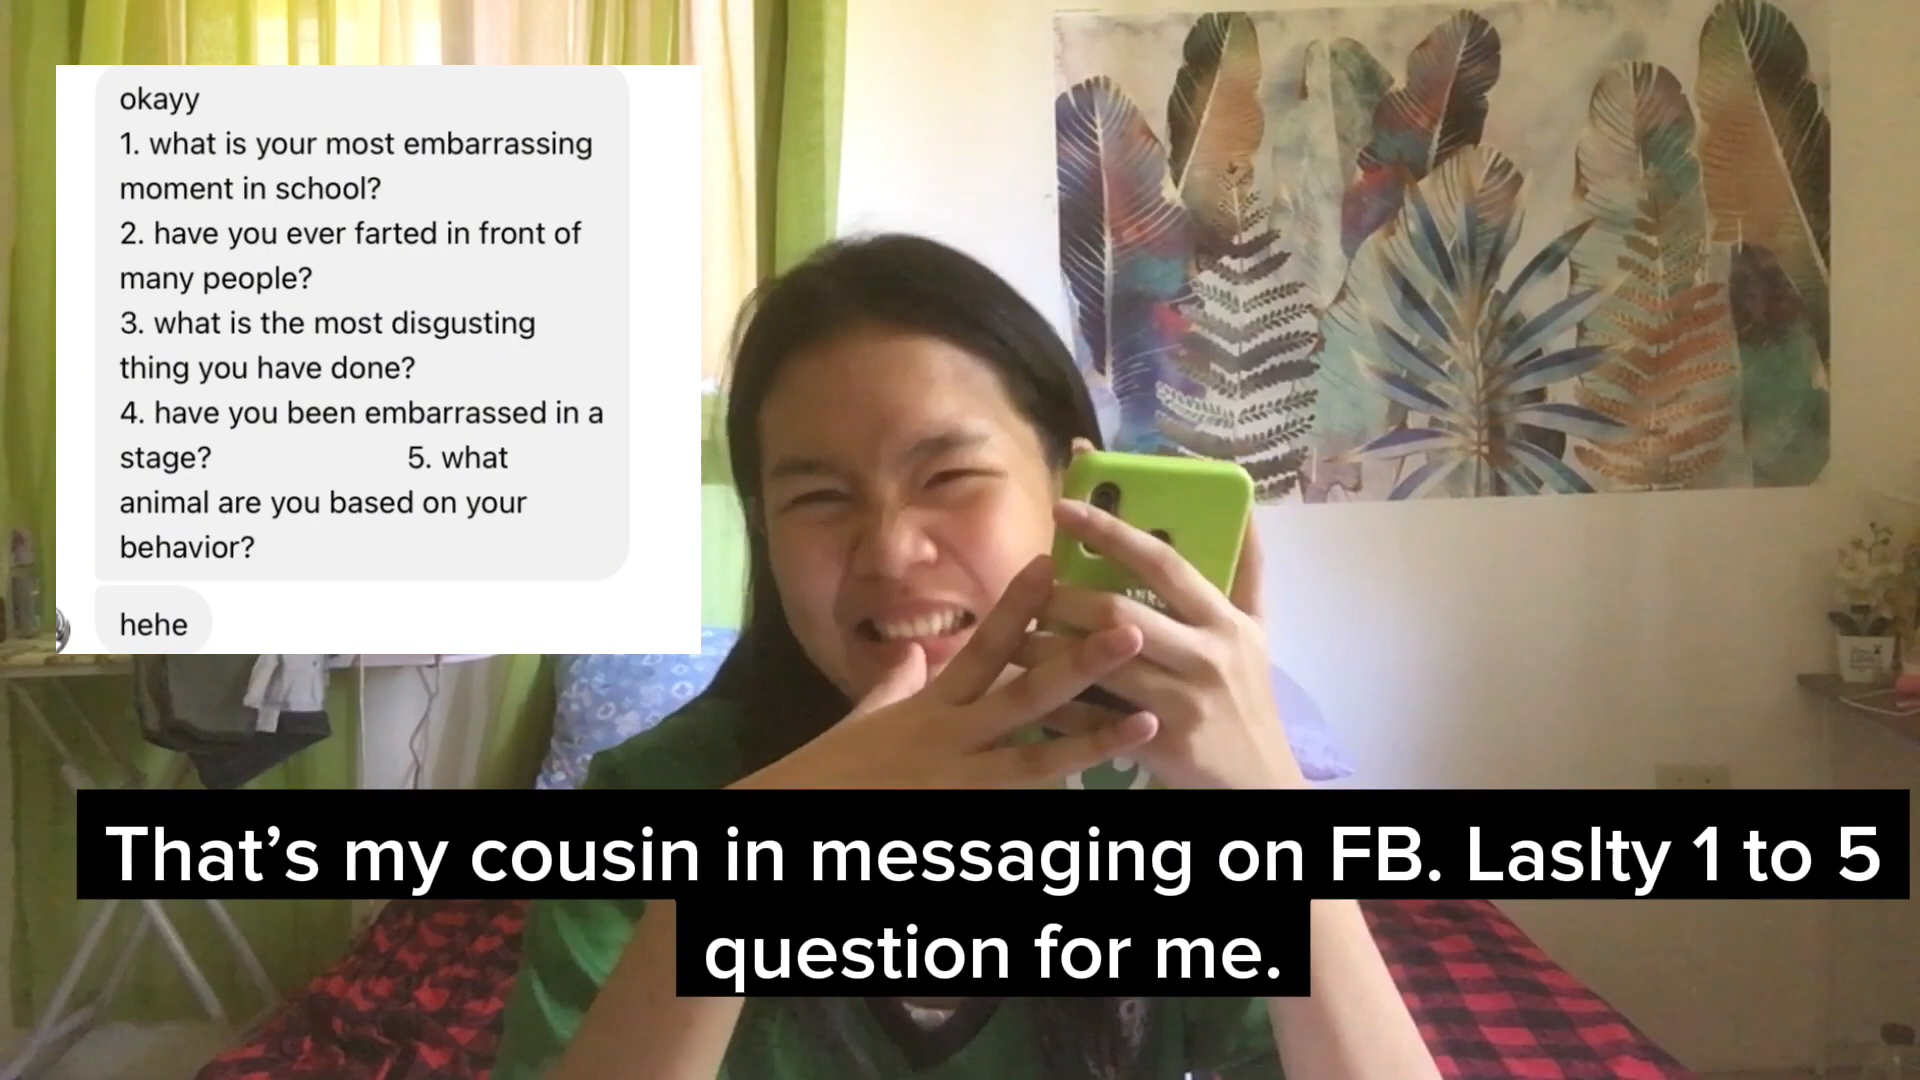 okayy
1. what is your most embarrassing
moment in school?
2. have you ever farted in front of
many people?
3. what is the most disgusting
thing you have done?
4. have you been embarrassed in a
stage? 5. what
animal are you based on your
behavior?
hehe
That's my cousin in messaging on FB. Laslty 1 to 5
question for me.